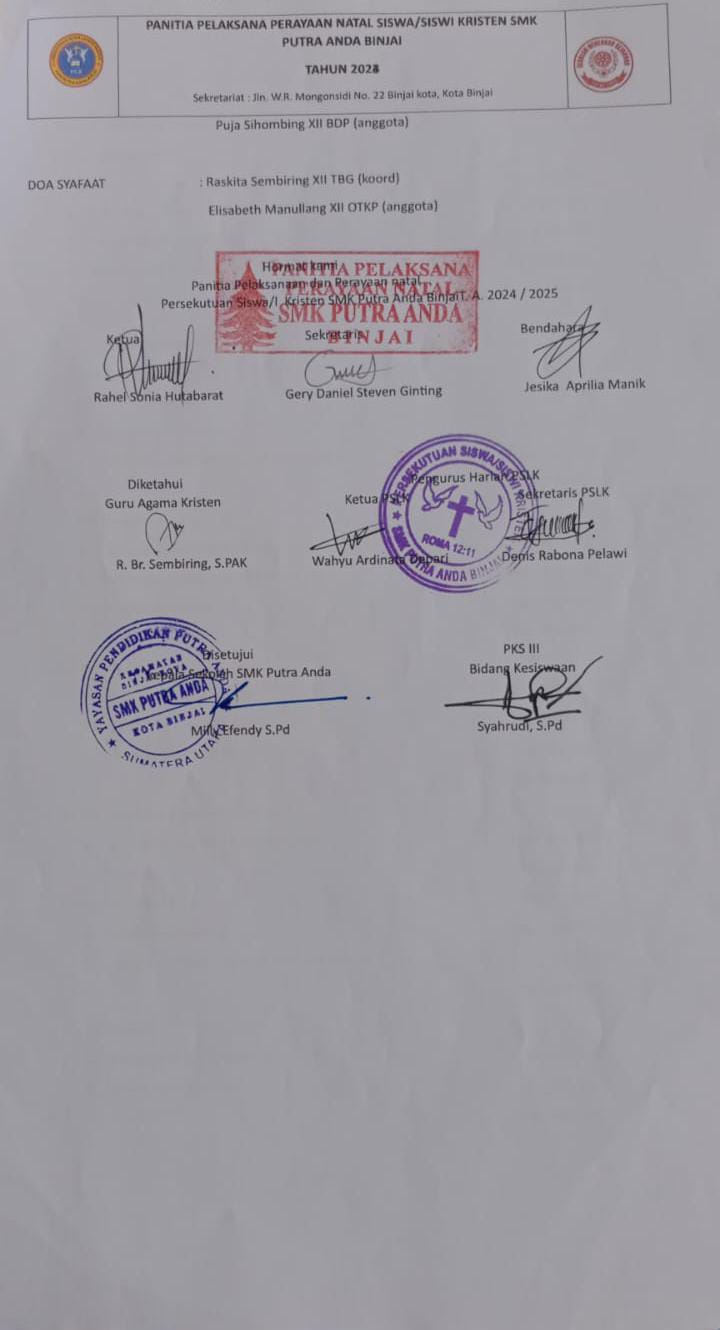 PANITIA PELAKSANA PERAYAAN NATAL SISWA/SISWI KRISTEN SMK
PUTRA ANDA BINJAI
TAHUN 2024
Sekretariat : Jln. W.R. Mongonsidi No. 22 Binjai kota, Kota Binjai
Puja Sihombing XII BDP (anggota)
DOA SYAFAAT : Raskita Sembiring XII TBG (koord)
Elisabeth Manullang XII OTKP (anggota)
Hormat kami
Panitia Pelaksanaan dan Perayaan natal
Persekutuan Siswa/I Kristen SMK Putra Anda BinjaiT. A. 2024 / 2025
PANITIA PELAKSANA
PERAYAAN NATAL
SMK PUTRA ANDA
BINJAI
Ketua Sekretaris Bendahara
Rahel Sonia Hutabarat Gery Daniel Steven Ginting Jesika Aprilia Manik
Diketahui Pengurus Harian PSLK
Guru Agama Kristen Ketua PSLK Sekretaris PSLK
PERSEKUTUAN SISWA/SISWI KRISTEN
ROMA 12:11
SMK PUTRA ANDA BINJAI
R. Br. Sembiring, S.PAK Wahyu Ardinata Depari Denis Rabona Pelawi
Disetujui PKS III
Kepala Sekolah SMK Putra Anda Bidang Kesiswaan
YAYASAN PENDIDIKAN PUTRA ANDA
SMK PUTRA ANDA
KOTA BINJAI
SUMATERA UTARA
Milly Efendy S.Pd Syahrudi, S.Pd